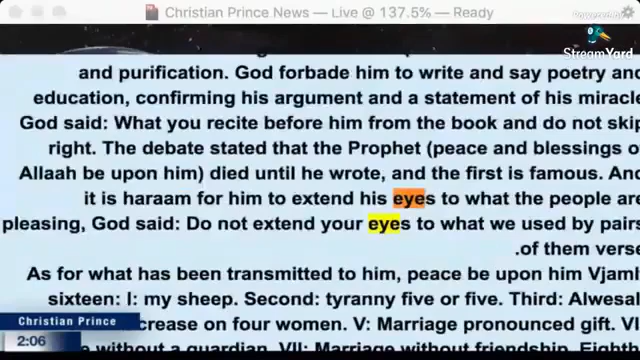 Christian Prince News — Live @ 137.5% — Ready
StreamYard
and purification. God forbade him to write and say poetry and
education, confirming his argument and a statement of his miracle
God said: What you recite before him from the book and do not skip
right. The debate stated that the Prophet (peace and blessings o
Allaah be upon him) died until he wrote, and the first is famous. And
it is haraam for him to extend his eyes to what the people are
pleasing, God said: Do not extend your eyes to what we used by pairs
.of them verse
As for what has been transmitted to him, peace be upon him Vjaml
sixteen: I: my sheep. Second: tyranny five or five. Third: Alwesal
crease on four women. V: Marriage pronounced gift. VI
without a guardian. VII: Marriage without friendship. Eighth
Christian Prince
2:06